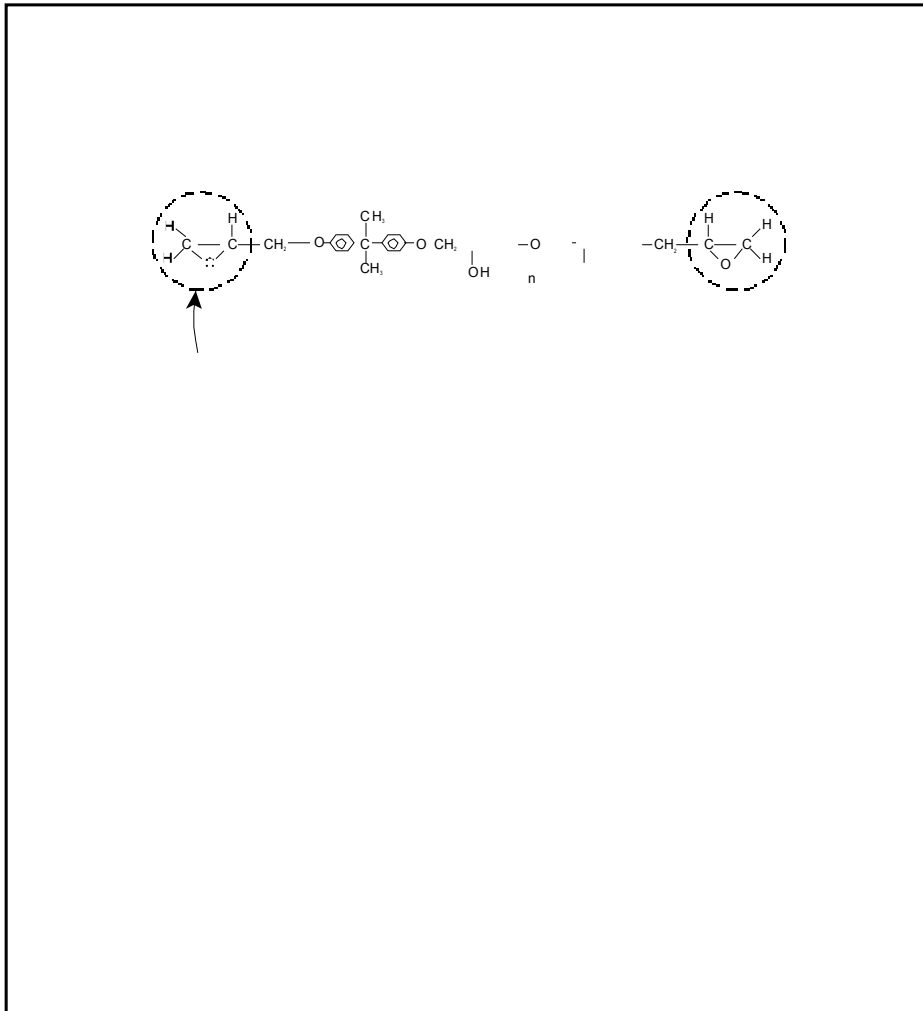 CH₃
H H H H
C C CH₂ O C O CH₂ O CH₂ C C
H O H
CH₃
OH
n